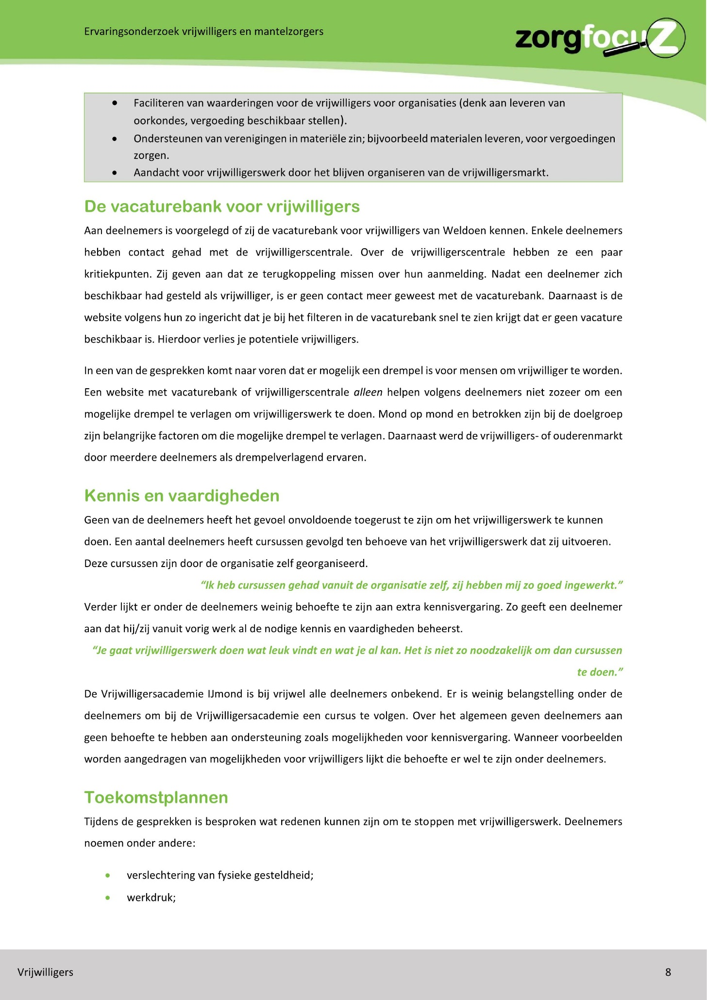 Ervaringsonderzoek vrijwilligers en mantelzorgers
zorgfocuZ
• Faciliteren van waarderingen voor de vrijwilligers voor organisaties (denk aan leveren van
oorkondes, vergoeding beschikbaar stellen).
• Ondersteunen van verenigingen in materiële zin; bijvoorbeeld materialen leveren, voor vergoedingen
zorgen.
• Aandacht voor vrijwilligerswerk door het blijven organiseren van de vrijwilligersmarkt.
De vacaturebank voor vrijwilligers
Aan deelnemers is voorgelegd of zij de vacaturebank voor vrijwilligers van Weldoen kennen. Enkele deelnemers
hebben contact gehad met de vrijwilligerscentrale. Over de vrijwilligerscentrale hebben ze een paar
kritiekpunten. Zij geven aan dat ze terugkoppeling missen over hun aanmelding. Nadat een deelnemer zich
beschikbaar had gesteld als vrijwilliger, is er geen contact meer geweest met de vacaturebank. Daarnaast is de
website volgens hun zo ingericht dat je bij het filteren in de vacaturebank snel te zien krijgt dat er geen vacature
beschikbaar is. Hierdoor verlies je potentiele vrijwilligers.
In een van de gesprekken komt naar voren dat er mogelijk een drempel is voor mensen om vrijwilliger te worden.
Een website met vacaturebank of vrijwilligerscentrale alleen helpen volgens deelnemers niet zozeer om een
mogelijke drempel te verlagen om vrijwilligerswerk te doen. Mond op mond en betrokken zijn bij de doelgroep
zijn belangrijke factoren om die mogelijke drempel te verlagen. Daarnaast werd de vrijwilligers- of ouderenmarkt
door meerdere deelnemers als drempelverlagend ervaren.
Kennis en vaardigheden
Geen van de deelnemers heeft het gevoel onvoldoende toegerust te zijn om het vrijwilligerswerk te kunnen
doen. Een aantal deelnemers heeft cursussen gevolgd ten behoeve van het vrijwilligerswerk dat zij uitvoeren.
Deze cursussen zijn door de organisatie zelf georganiseerd.
“Ik heb cursussen gehad vanuit de organisatie zelf, zij hebben mij zo goed ingewerkt.”
Verder lijkt er onder de deelnemers weinig behoefte te zijn aan extra kennisvergaring. Zo geeft een deelnemer
aan dat hij/zij vanuit vorig werk al de nodige kennis en vaardigheden beheerst.
“Je gaat vrijwilligerswerk doen wat leuk vindt en wat je al kan. Het is niet zo noodzakelijk om dan cursussen
te doen.”
De Vrijwilligersacademie IJmond is bij vrijwel alle deelnemers onbekend. Er is weinig belangstelling onder de
deelnemers om bij de Vrijwilligersacademie een cursus te volgen. Over het algemeen geven deelnemers aan
geen behoefte te hebben aan ondersteuning zoals mogelijkheden voor kennisvergaring. Wanneer voorbeelden
worden aangedragen van mogelijkheden voor vrijwilligers lijkt die behoefte er wel te zijn onder deelnemers.
Toekomstplannen
Tijdens de gesprekken is besproken wat redenen kunnen zijn om te stoppen met vrijwilligerswerk. Deelnemers
noemen onder andere:
• verslechtering van fysieke gesteldheid;
• werkdruk;
Vrijwilligers 8